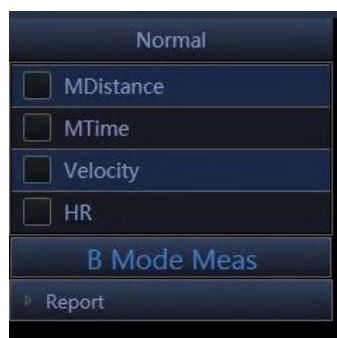 Normal
MDistance
MTime
Velocity
HR
B Mode Meas
Report